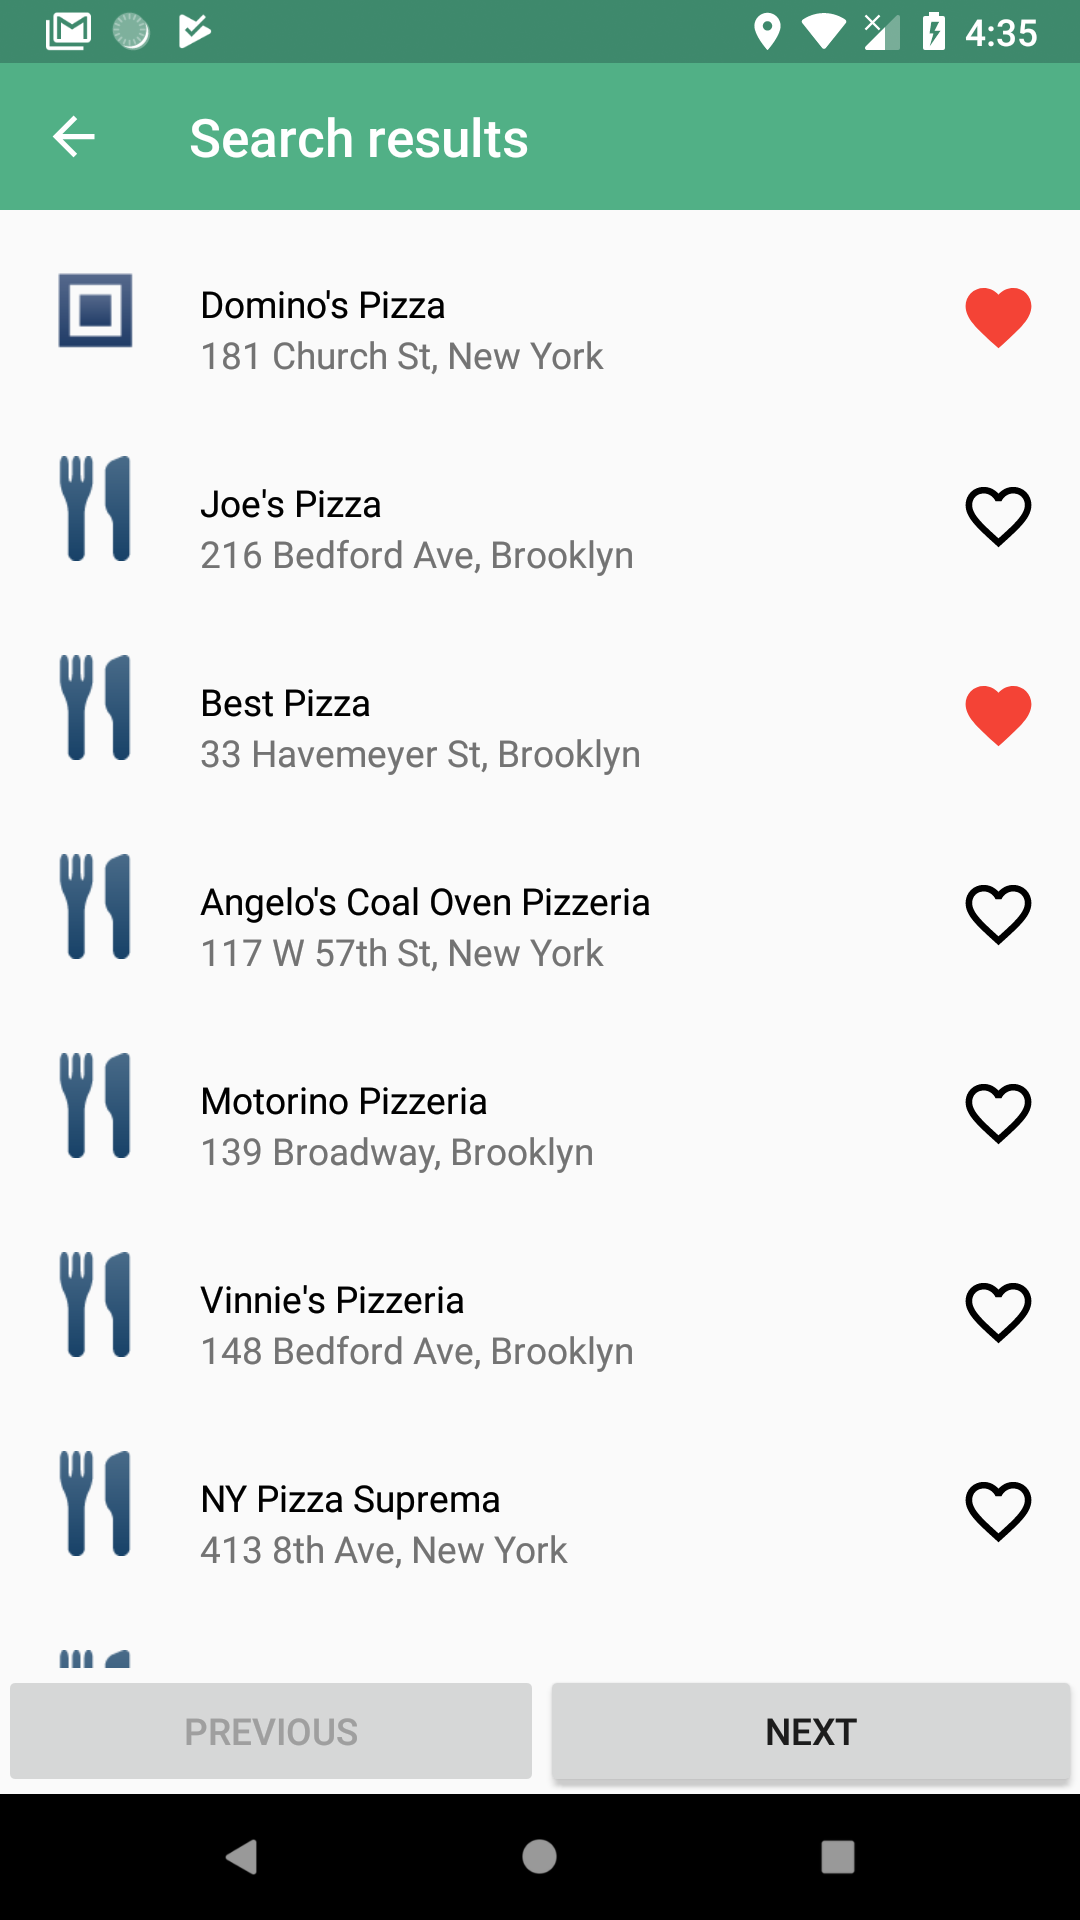 4:35
Search results
Domino's Pizza
181 Church St, New York
Joe's Pizza
216 Bedford Ave, Brooklyn
Best Pizza
33 Havemeyer St, Brooklyn
Angelo's Coal Oven Pizzeria
117 W 57th St, New York
Motorino Pizzeria
139 Broadway, Brooklyn
Vinnie's Pizzeria
148 Bedford Ave, Brooklyn
NY Pizza Suprema
413 8th Ave, New York
PREVIOUS
NEXT